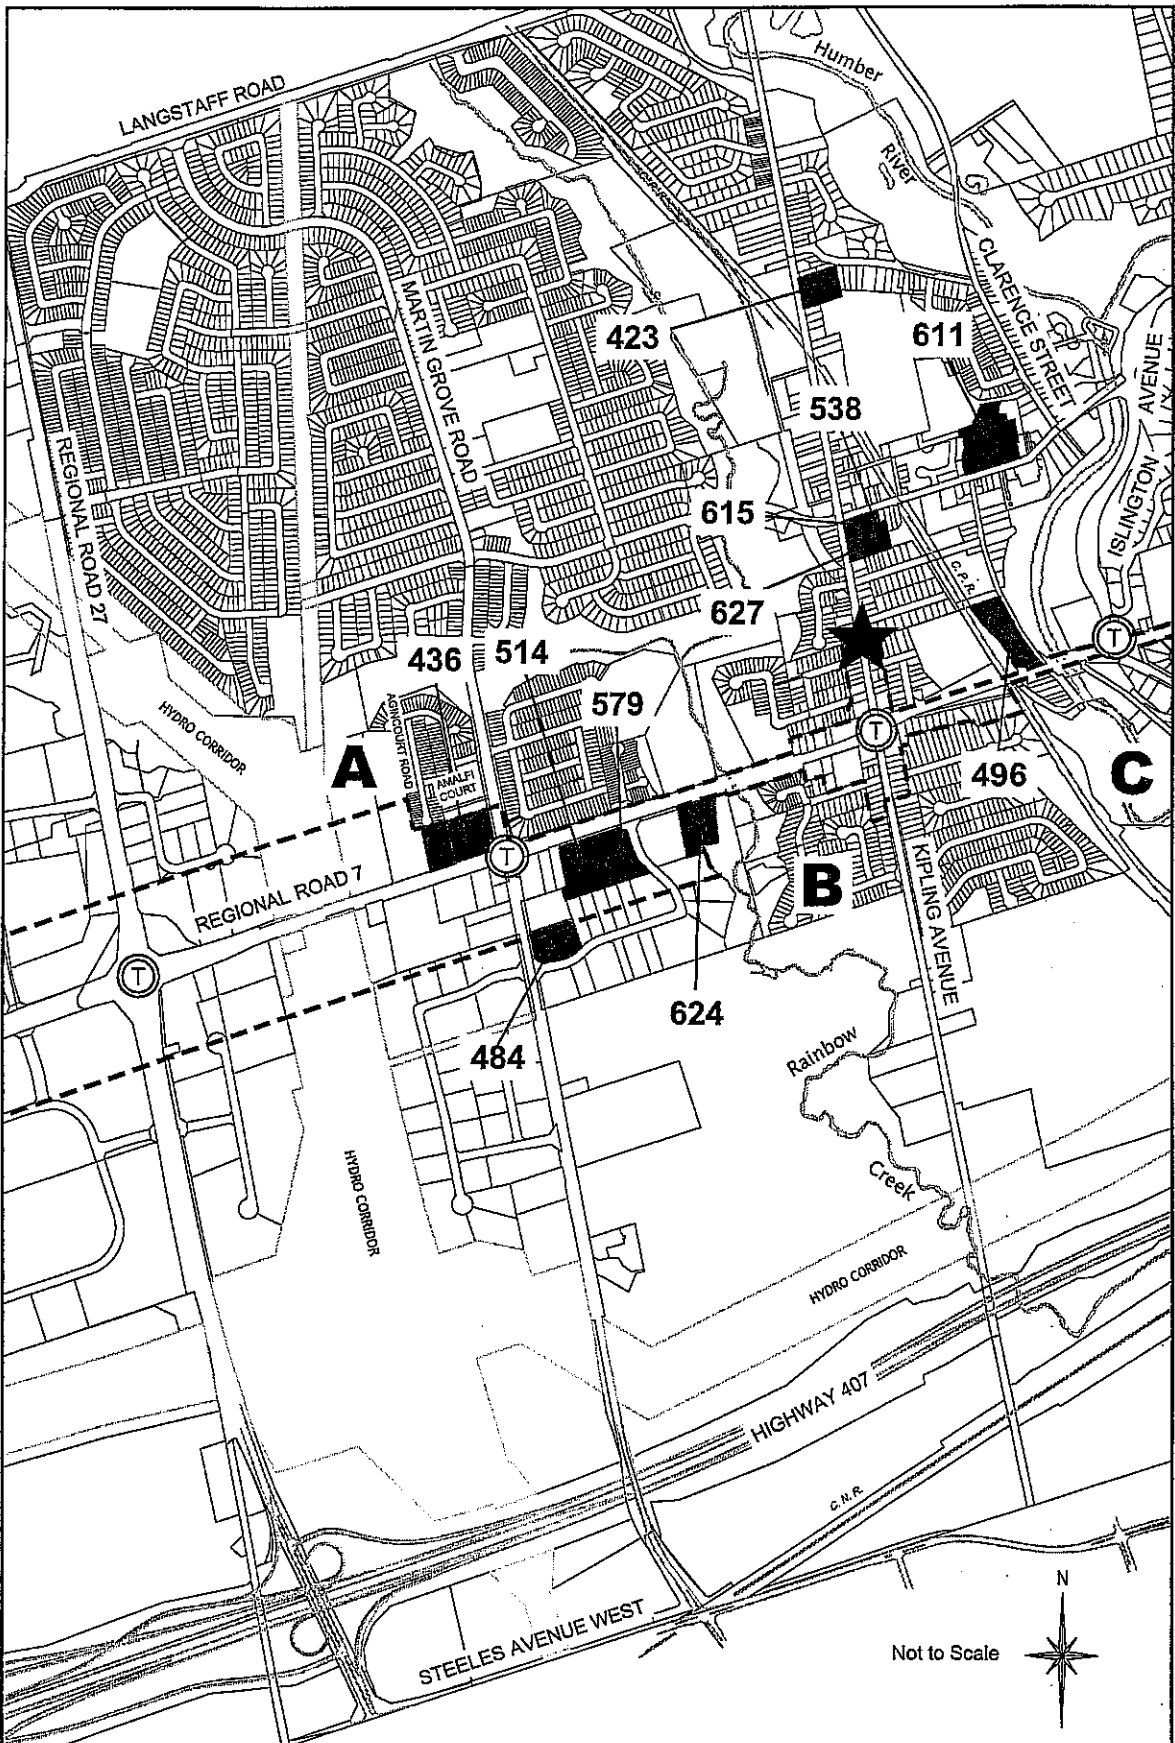 LANGSTAFF ROAD
Humber
River
CLARENCE STREET
MARTIN GROVE ROAD
423
611
538
ISLINGTON AVENUE
REGIONAL ROAD 27
615
C.P.R.
627
T
436
514
579
HYDRO CORRIDOR
AGINCOURT ROAD
AMALFI
COURT
A
T
496
C
T
B
REGIONAL ROAD 7
KIPLING AVENUE
T
624
484
Rainbow
Creek
HYDRO CORRIDOR
HYDRO CORRIDOR
HIGHWAY 407
C.N.R.
STEELES AVENUE WEST
N
Not to Scale